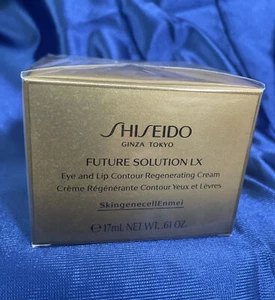 SHISEIDO
GINZA TOKYO
FUTURE SOLUTION LX
Eye and Lip Contour Regenerating Cream
Crème Régénérante Contour Yeux et Lèvres
SkingenecellEnmei
℮17mL NET WT. .61 OZ.